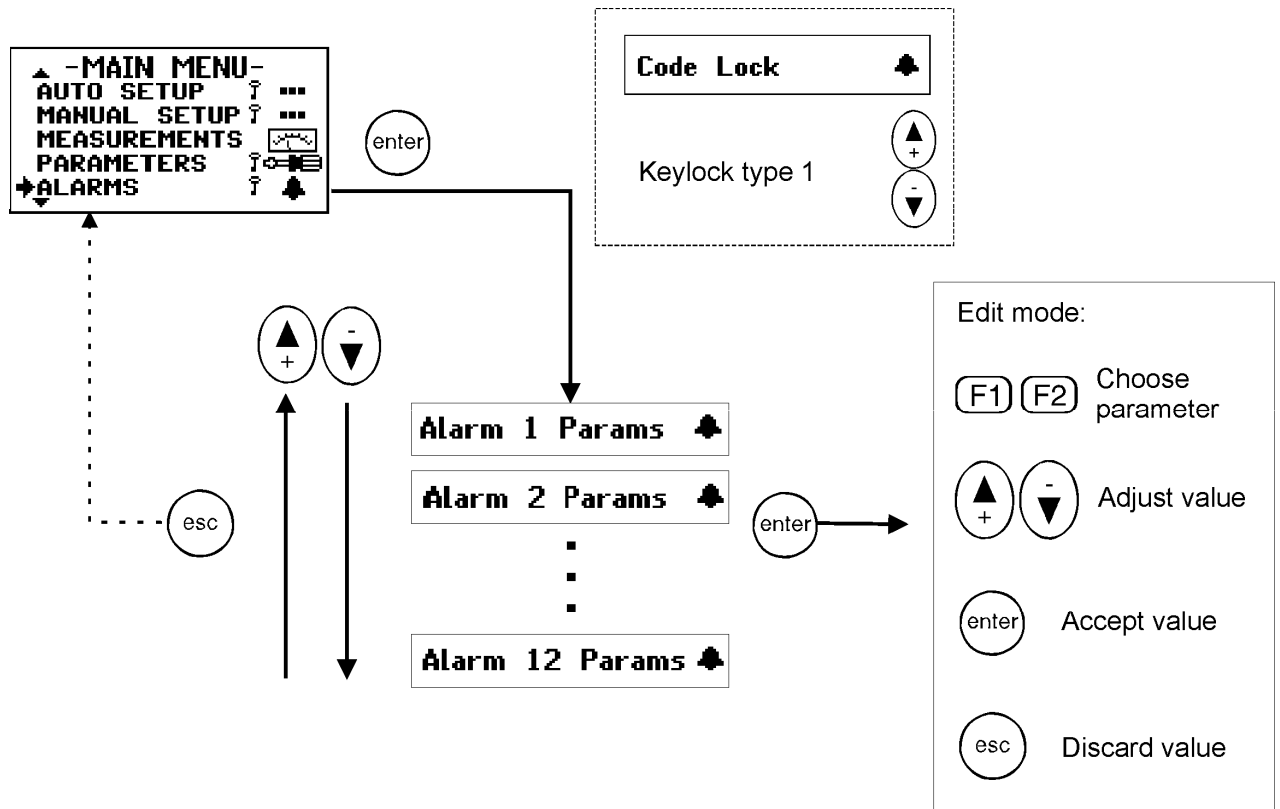 -MAIN MENU-
AUTO SETUP
MANUAL SETUP
MEASUREMENTS
PARAMETERS
ALARMS
enter
Code Lock
Keylock type 1
+
-
+
-
Alarm 1 Params
Alarm 2 Params
Alarm 12 Params
esc
enter
Edit mode:
F1 F2 Choose
parameter
+
-
Adjust value
enter Accept value
esc Discard value